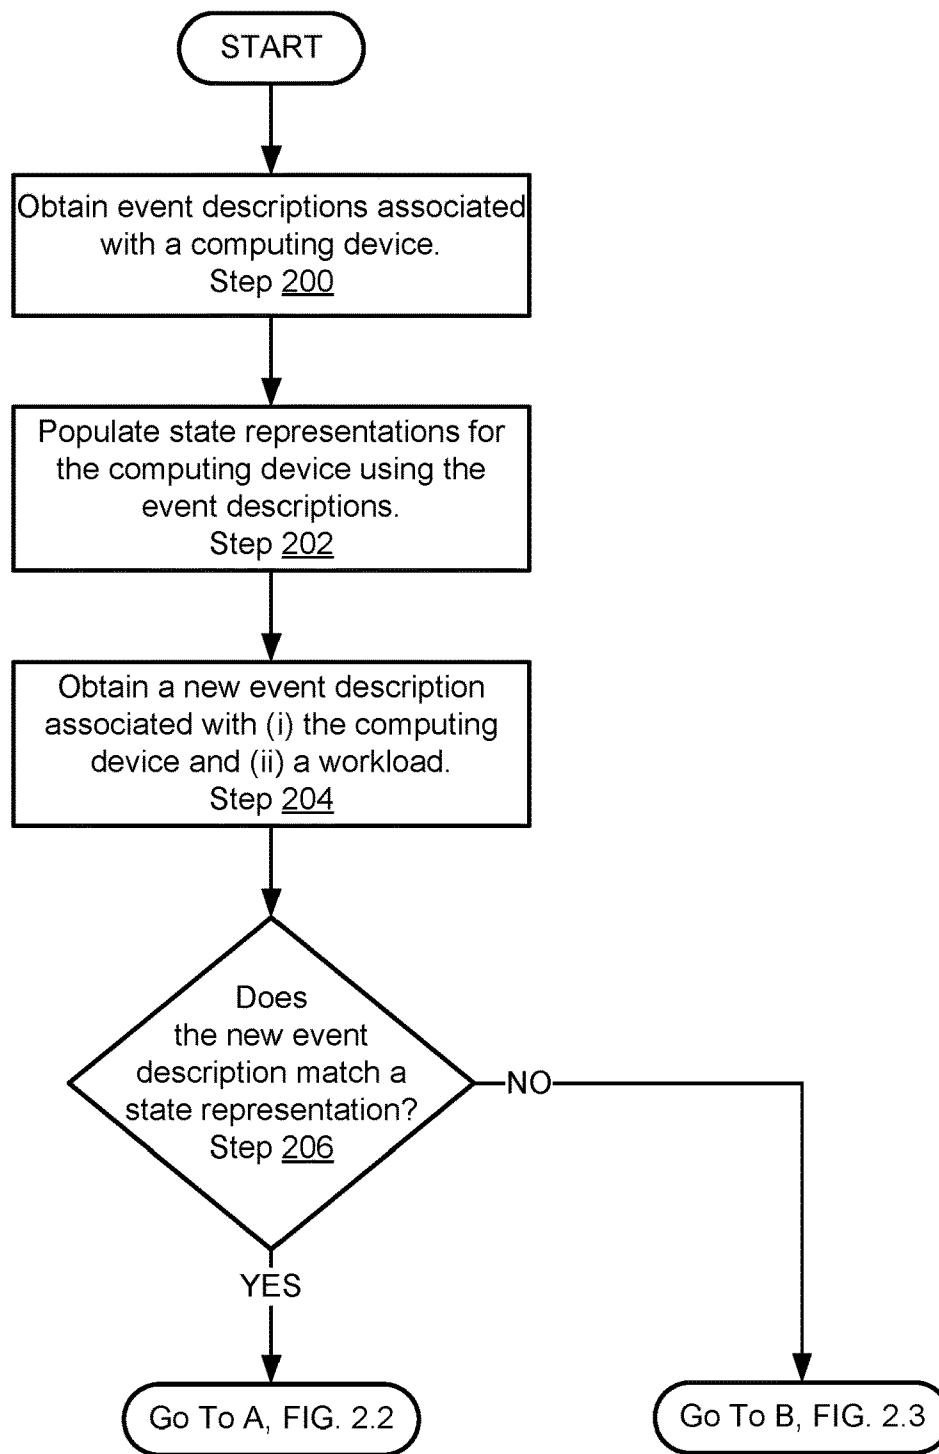 START
Obtain event descriptions associated
with a computing device.
Step 200
Populate state representations for
the computing device using the
event descriptions.
Step 202
Obtain a new event description
associated with (i) the computing
device and (ii) a workload.
Step 204
Does
the new event
description match a
state representation?
Step 206
NO
YES
Go To A, FIG. 2.2
Go To B, FIG. 2.3